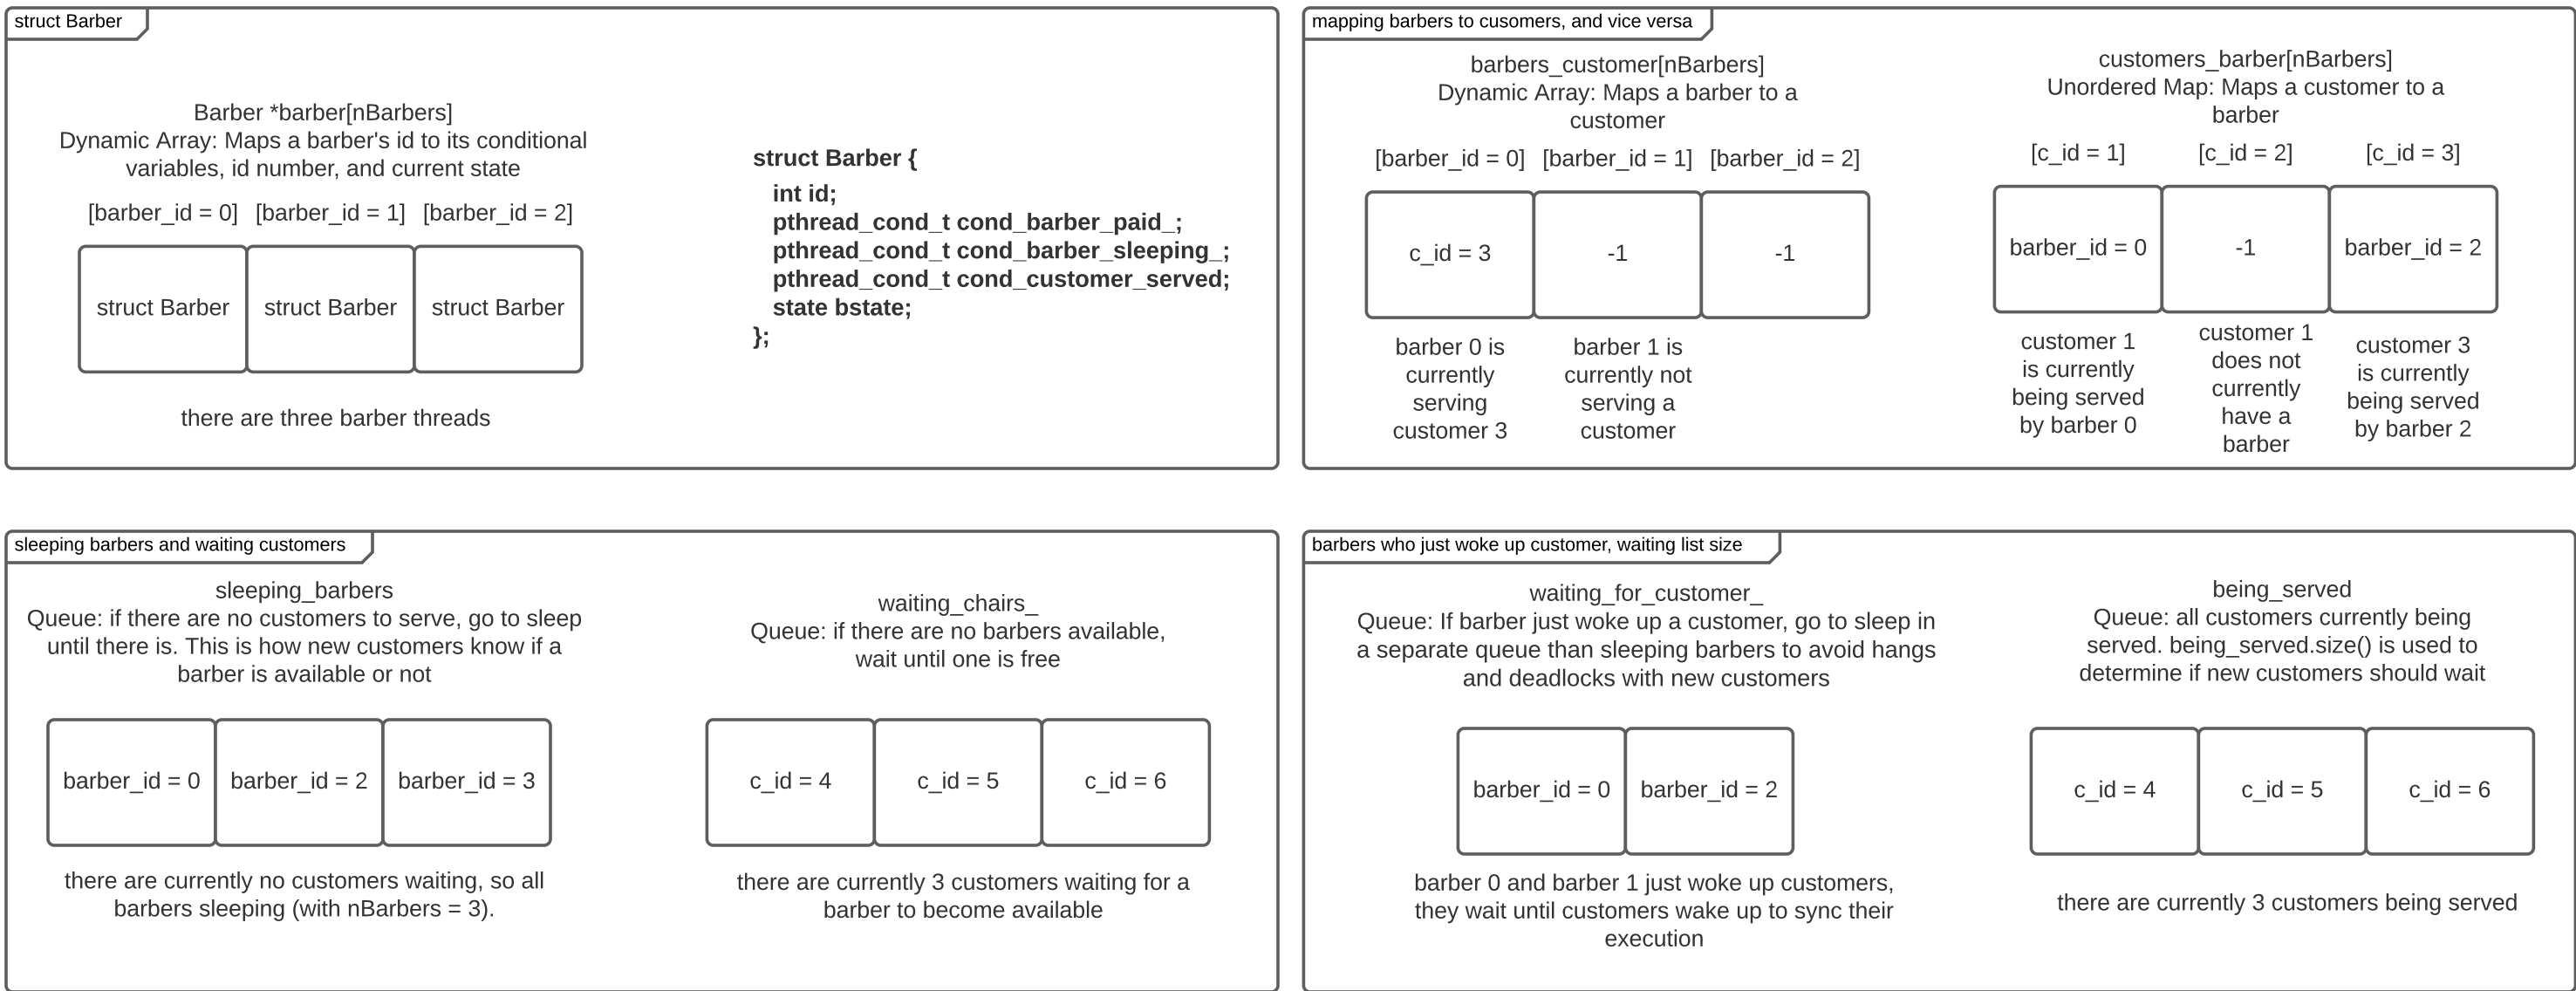 struct Barber
Barber *barber[nBarbers]
Dynamic Array: Maps a barber's id to its conditional
variables, id number, and current state
[barber_id = 0] [barber_id = 1] [barber_id = 2]
struct Barber struct Barber struct Barber
there are three barber threads
struct Barber {
int id;
pthread_cond_t cond_barber_paid_;
pthread_cond_t cond_barber_sleeping_;
pthread_cond_t cond_customer_served;
state bstate;
};
mapping barbers to cusomers, and vice versa
barbers_customer[nBarbers]
Dynamic Array: Maps a barber to a
customer
[barber_id = 0] [barber_id = 1] [barber_id = 2]
c_id = 3 -1 -1
barber 0 is
currently
serving
customer 3
barber 1 is
currently not
serving a
customer
customers_barber[nBarbers]
Unordered Map: Maps a customer to a
barber
[c_id = 1] [c_id = 2] [c_id = 3]
barber_id = 0 -1 barber_id = 2
customer 1
is currently
being served
by barber 0
customer 1
does not
currently
have a
barber
customer 3
is currently
being served
by barber 2
sleeping barbers and waiting customers
sleeping_barbers
Queue: if there are no customers to serve, go to sleep
until there is. This is how new customers know if a
barber is available or not
barber_id = 0 barber_id = 2 barber_id = 3
there are currently no customers waiting, so all
barbers sleeping (with nBarbers = 3).
waiting_chairs_
Queue: if there are no barbers available,
wait until one is free
c_id = 4 c_id = 5 c_id = 6
there are currently 3 customers waiting for a
barber to become available
barbers who just woke up customer, waiting list size
waiting_for_customer_
Queue: If barber just woke up a customer, go to sleep in
a separate queue than sleeping barbers to avoid hangs
and deadlocks with new customers
barber_id = 0 barber_id = 2
barber 0 and barber 1 just woke up customers,
they wait until customers wake up to sync their
execution
being_served
Queue: all customers currently being
served. being_served.size() is used to
determine if new customers should wait
c_id = 4 c_id = 5 c_id = 6
there are currently 3 customers being served